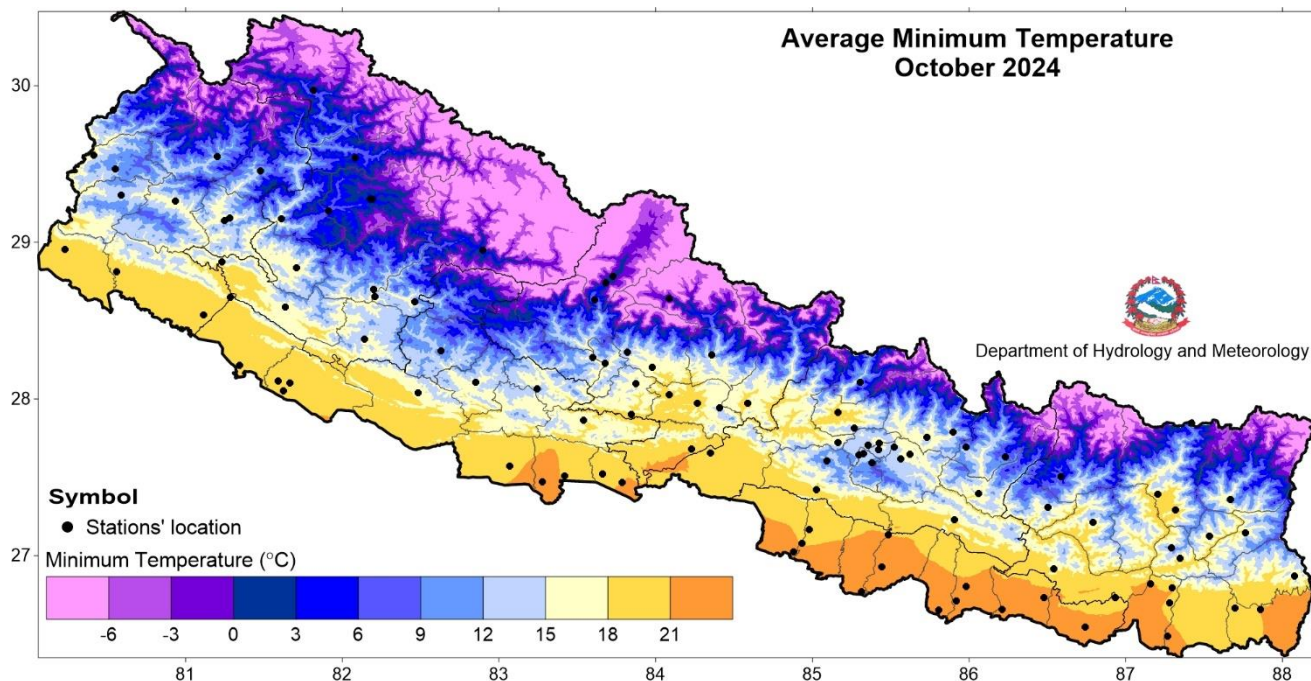 Average Minimum Temperature
October 2024
30
29
28
27
Department of Hydrology and Meteorology
Symbol
Stations' location
Minimum Temperature (°C)
-6 -3 0 3 6 9 12 15 18 21
81 82 83 84 85 86 87 88